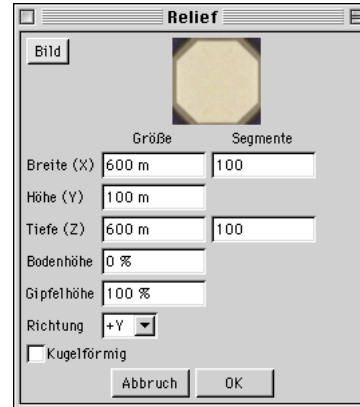 Relief
Bild
Größe Segmente
Breite (X) 600 m 100
Höhe (Y) 100 m
Tiefe (Z) 600 m 100
Bodenhöhe 0 %
Gipfelhöhe 100 %
Richtung +Y
Kugelförmig
Abbruch OK